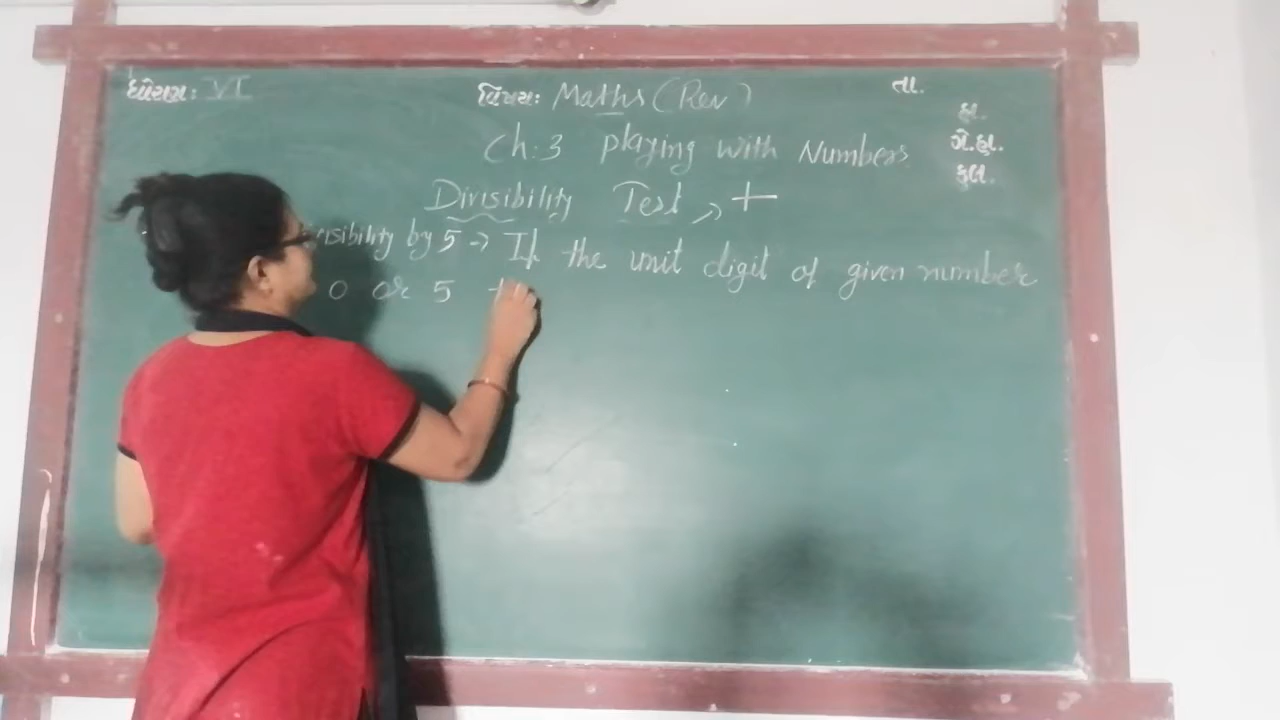 ધોરણ: VI વિષય: Maths (Rev) તા.
હા.
Ch:3 Playing with Numbers ગે.હા.
કુલ.
Divisibility Test → +
visibility by 5 → If the unit digit of given number
0 or 5